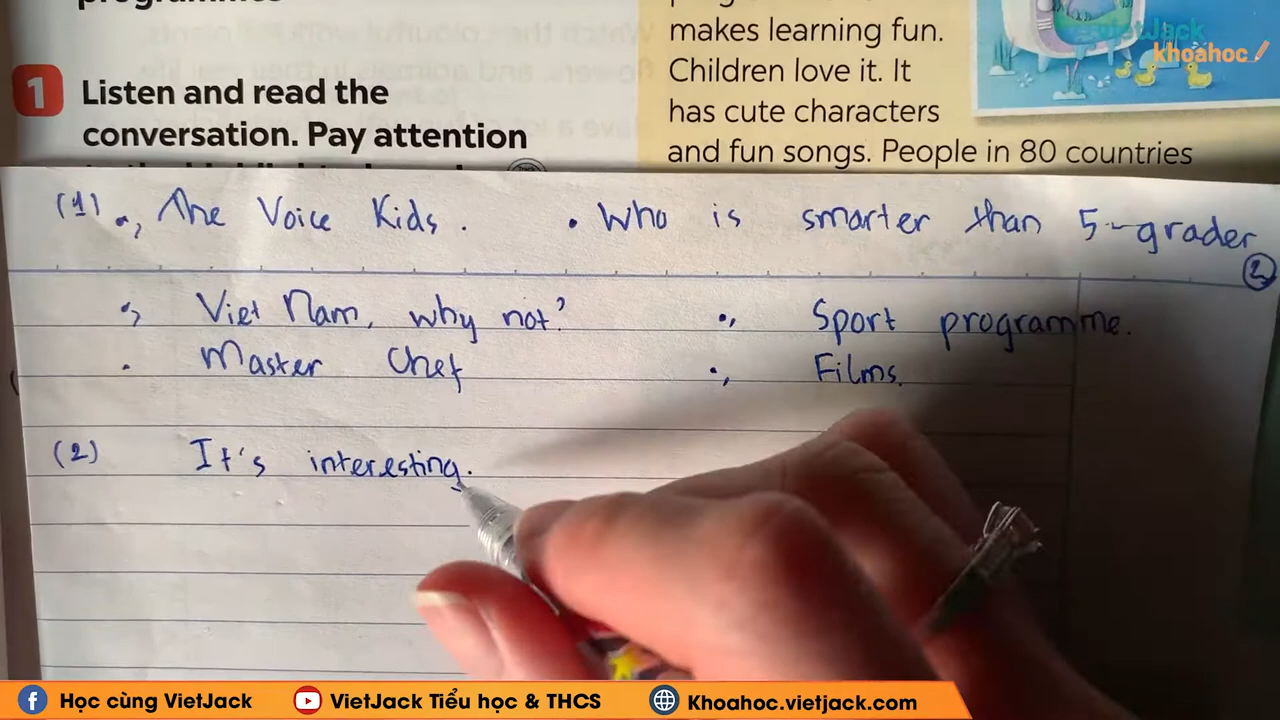 programmes
1 Listen and read the
conversation. Pay attention
makes learning fun.
Children love it. It
has cute characters
and fun songs. People in 80 countries
vietJack
khoahoc
(1) The Voice Kids. • Who is smarter than 5-grader
2
Viet Nam, why not? Sport programme.
• Master Chef Films.
(2) It's interesting.
Học cùng VietJack VietJack Tiểu học & THCS Khoahoc.vietjack.com